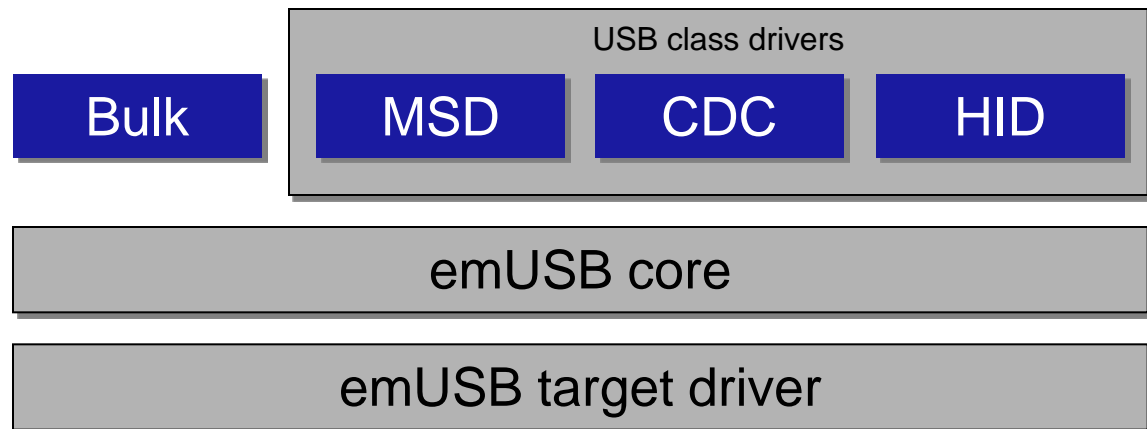 USB class drivers
Bulk
MSD
CDC
HID
emUSB core
emUSB target driver